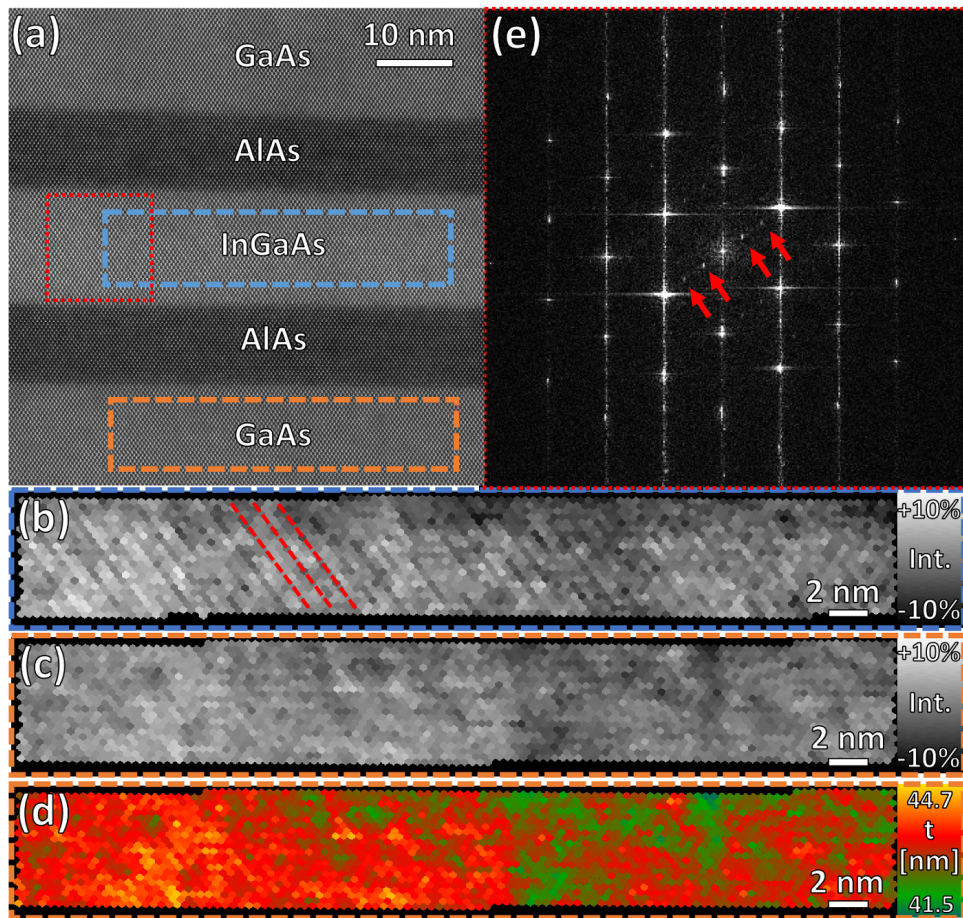 (a)
GaAs
10 nm
AlAs
InGaAs
AlAs
GaAs
(e)
(b)
2 nm
+10%
Int.
-10%
(c)
2 nm
+10%
Int.
-10%
(d)
2 nm
44.7
t
[nm]
41.5